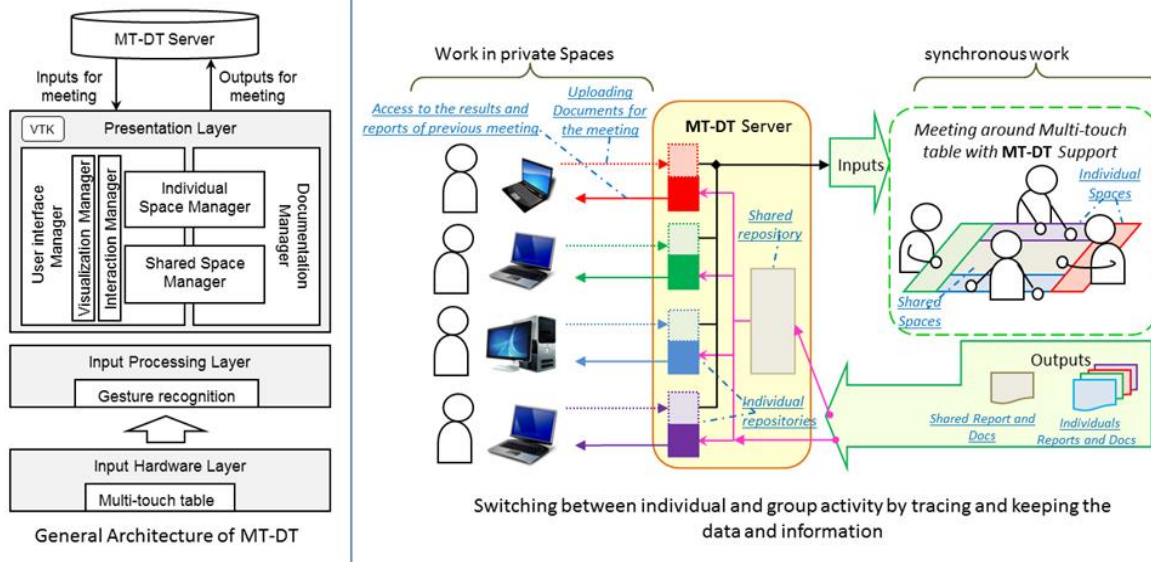 MT-DT Server
Inputs for
meeting
Outputs for
meeting
VTK
Presentation Layer
User interface
Manager
Visualization Manager
Interaction Manager
Individual
Space Manager
Shared Space
Manager
Documentation
Manager
Input Processing Layer
Gesture recognition
Input Hardware Layer
Multi-touch table
General Architecture of MT-DT
Work in private Spaces
Access to the results and
reports of previous meeting
Uploading
Documents for
the meeting
MT-DT Server
Shared
repository
Individual
repositories
Inputs
synchronous work
Meeting around Multi-touch
table with MT-DT Support
Individual
Spaces
Shared
Spaces
Outputs
Shared Report and
Docs
Individuals
Reports and Docs
Switching between individual and group activity by tracing and keeping the
data and information